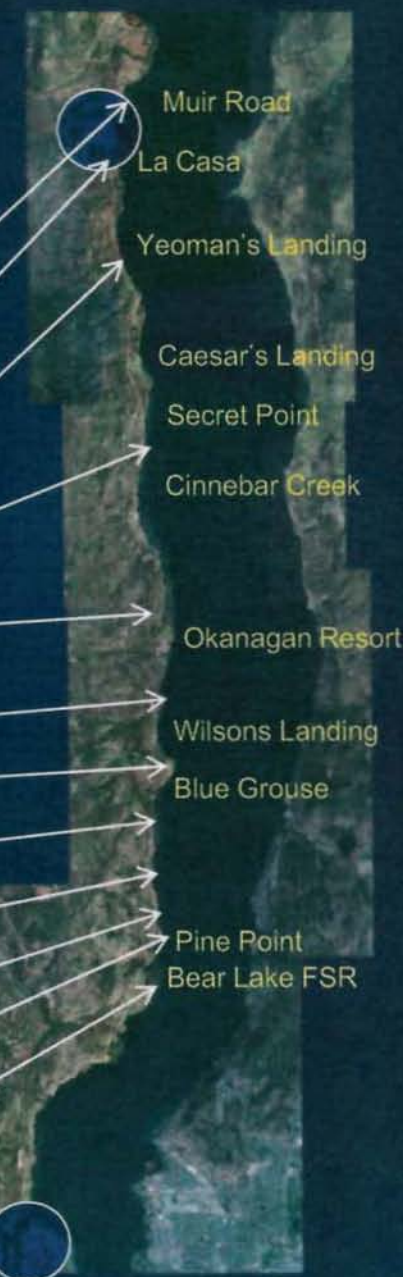 Muir Road
La Casa
Yeoman's Landing
Caesar's Landing
Secret Point
Cinnebar Creek
Okanagan Resort
Wilsons Landing
Blue Grouse
Pine Point
Bear Lake FSR